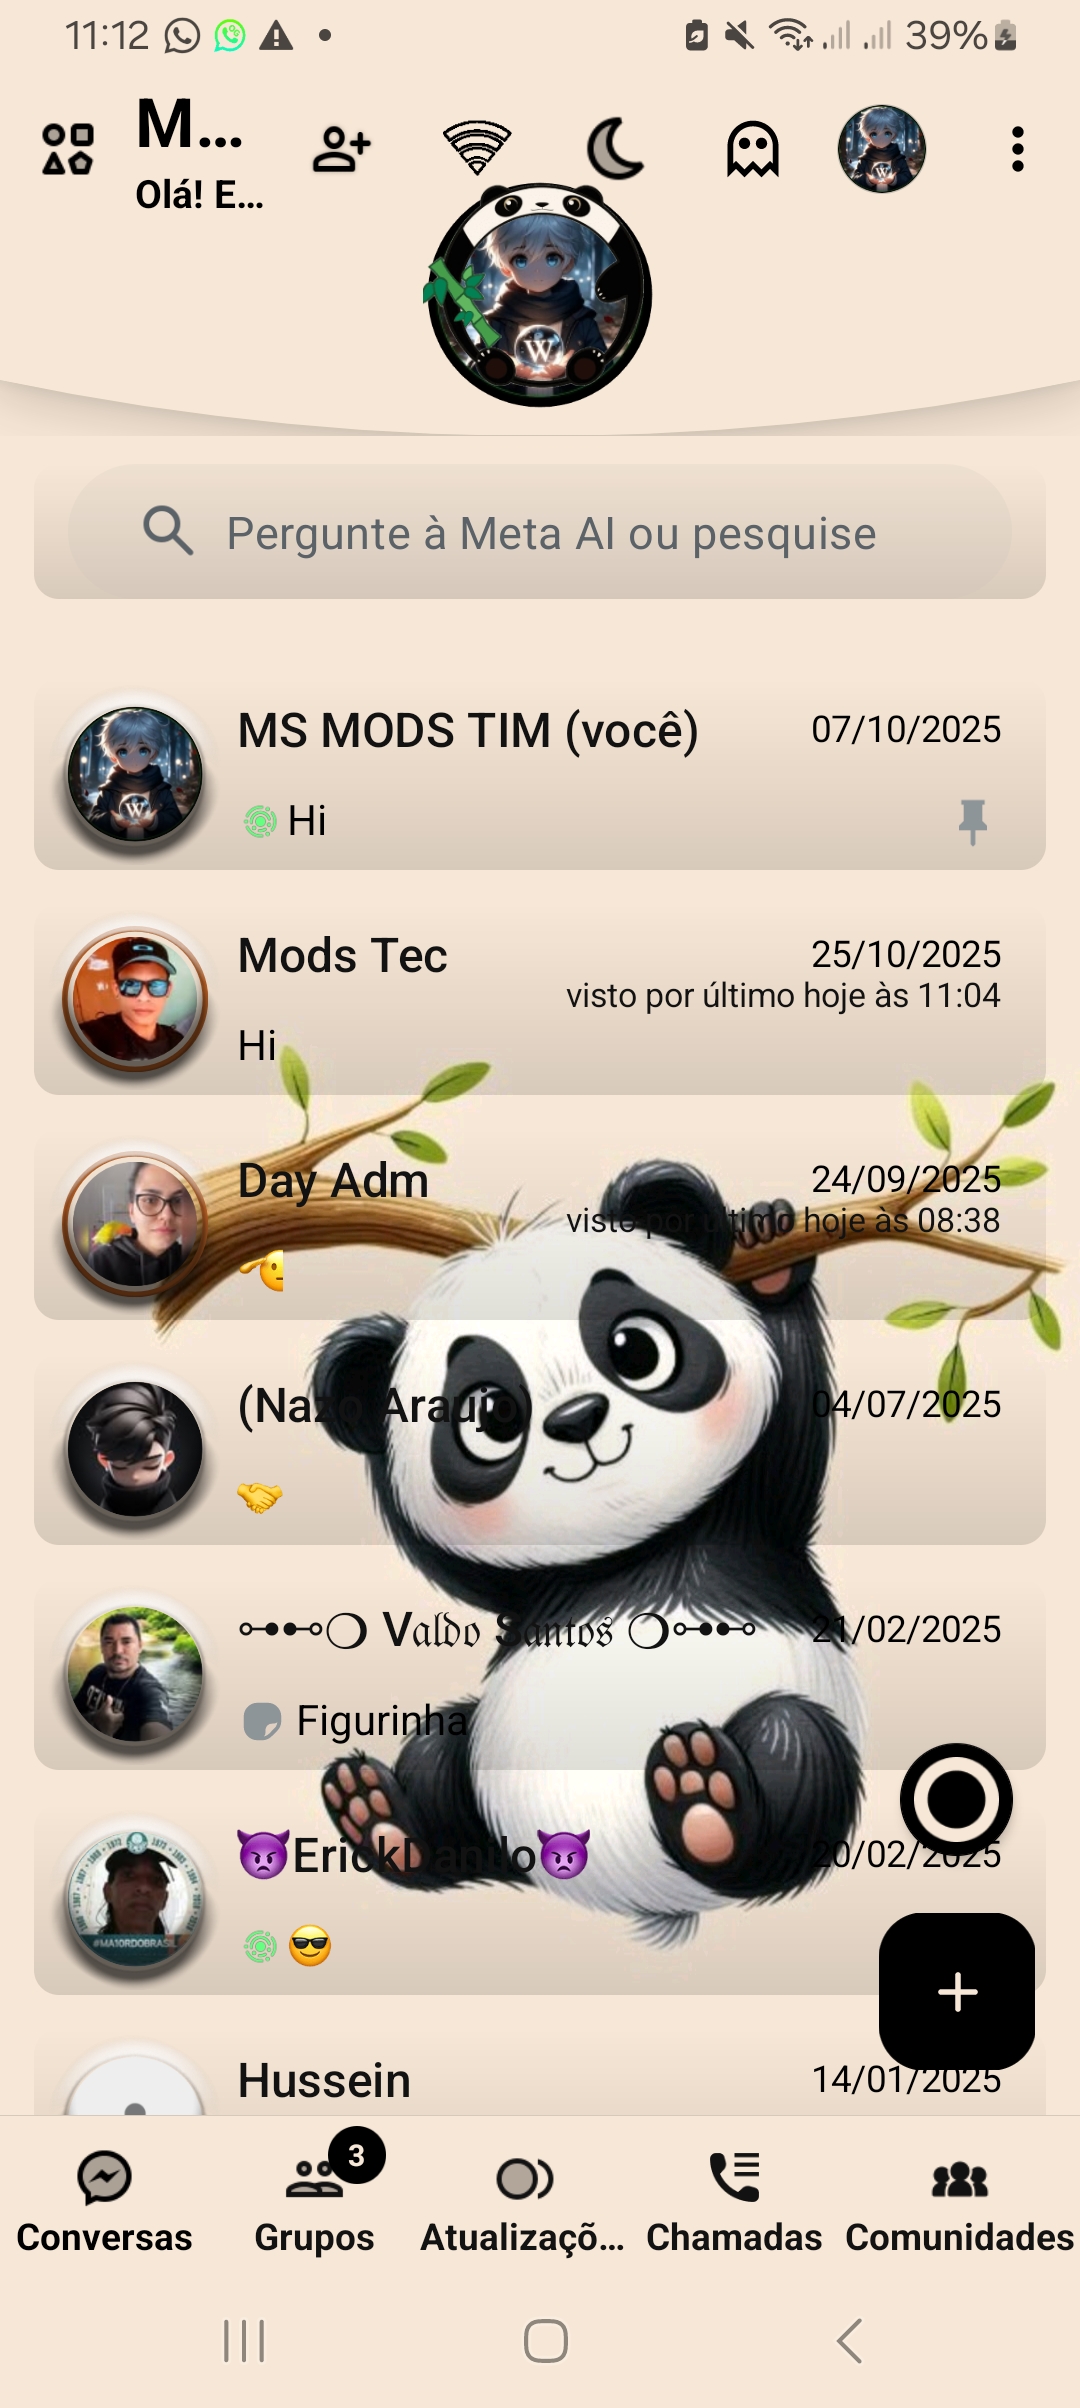 11:12
39%
M...
Olá! E...
W
W
Pergunte à Meta AI ou pesquise
MS MODS TIM (você)
07/10/2025
W
Hi
Mods Tec
25/10/2025
visto por último hoje às 11:04
Hi
Day Adm
24/09/2025
visto por último hoje às 08:38
(Nazo Araujo)
04/07/2025
⊶●●⊷❍ V𝔞𝔩𝔡𝔬 S𝔞𝔫𝔱𝔬𝔰 ❍⊶●●⊷
21/02/2025
Figurinha
😈ErickDanilo😈
20/02/2025
#MA10RDOBRASIL
😎
Hussein
14/01/2025
3
Conversas
Grupos
Atualizaçõ...
Chamadas
Comunidades